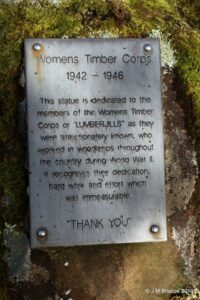 Womens Timber Corps
1942 - 1946
This statue is dedicated to the
members of the Womens Timber
Corps or "LUMBERJILLS" as they
were affectionately known, who
worked in woodlands throughout
the country during World War II.
It recognises their dedication,
hard work and effort which
was immeasurable.
"THANK YOU"
© J M Briscoe